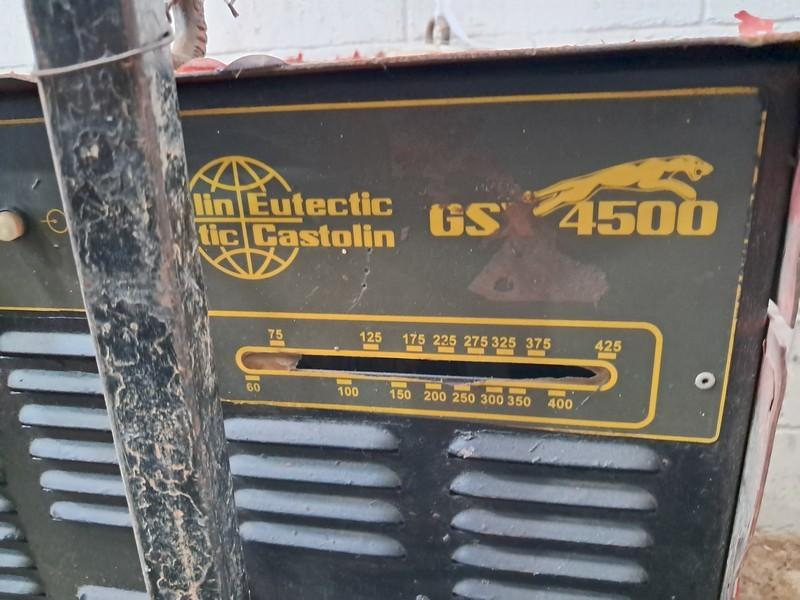 lin Eutectic
tic Castolin
GSX 4500
75 125 175 225 275 325 375 425
60 100 150 200 250 300 350 400